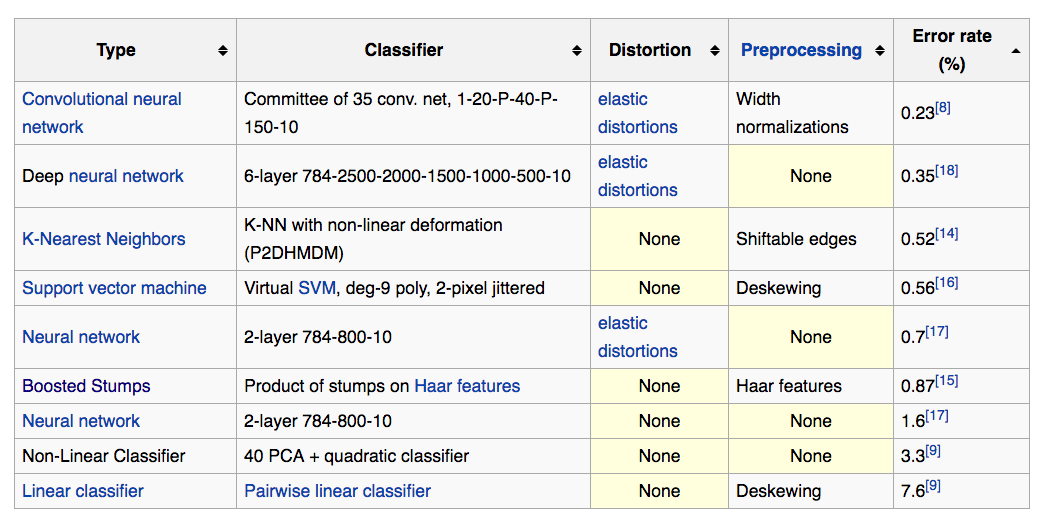 Type Classifier Distortion Preprocessing Error rate (%)
Convolutional neural network Committee of 35 conv. net, 1-20-P-40-P-150-10 elastic distortions Width normalizations 0.23[8]
Deep neural network 6-layer 784-2500-2000-1500-1000-500-10 elastic distortions None 0.35[18]
K-Nearest Neighbors K-NN with non-linear deformation (P2DHMDM) None Shiftable edges 0.52[14]
Support vector machine Virtual SVM, deg-9 poly, 2-pixel jittered None Deskewing 0.56[16]
Neural network 2-layer 784-800-10 elastic distortions None 0.7[17]
Boosted Stumps Product of stumps on Haar features None Haar features 0.87[15]
Neural network 2-layer 784-800-10 None None 1.6[17]
Non-Linear Classifier 40 PCA + quadratic classifier None None 3.3[9]
Linear classifier Pairwise linear classifier None Deskewing 7.6[9]